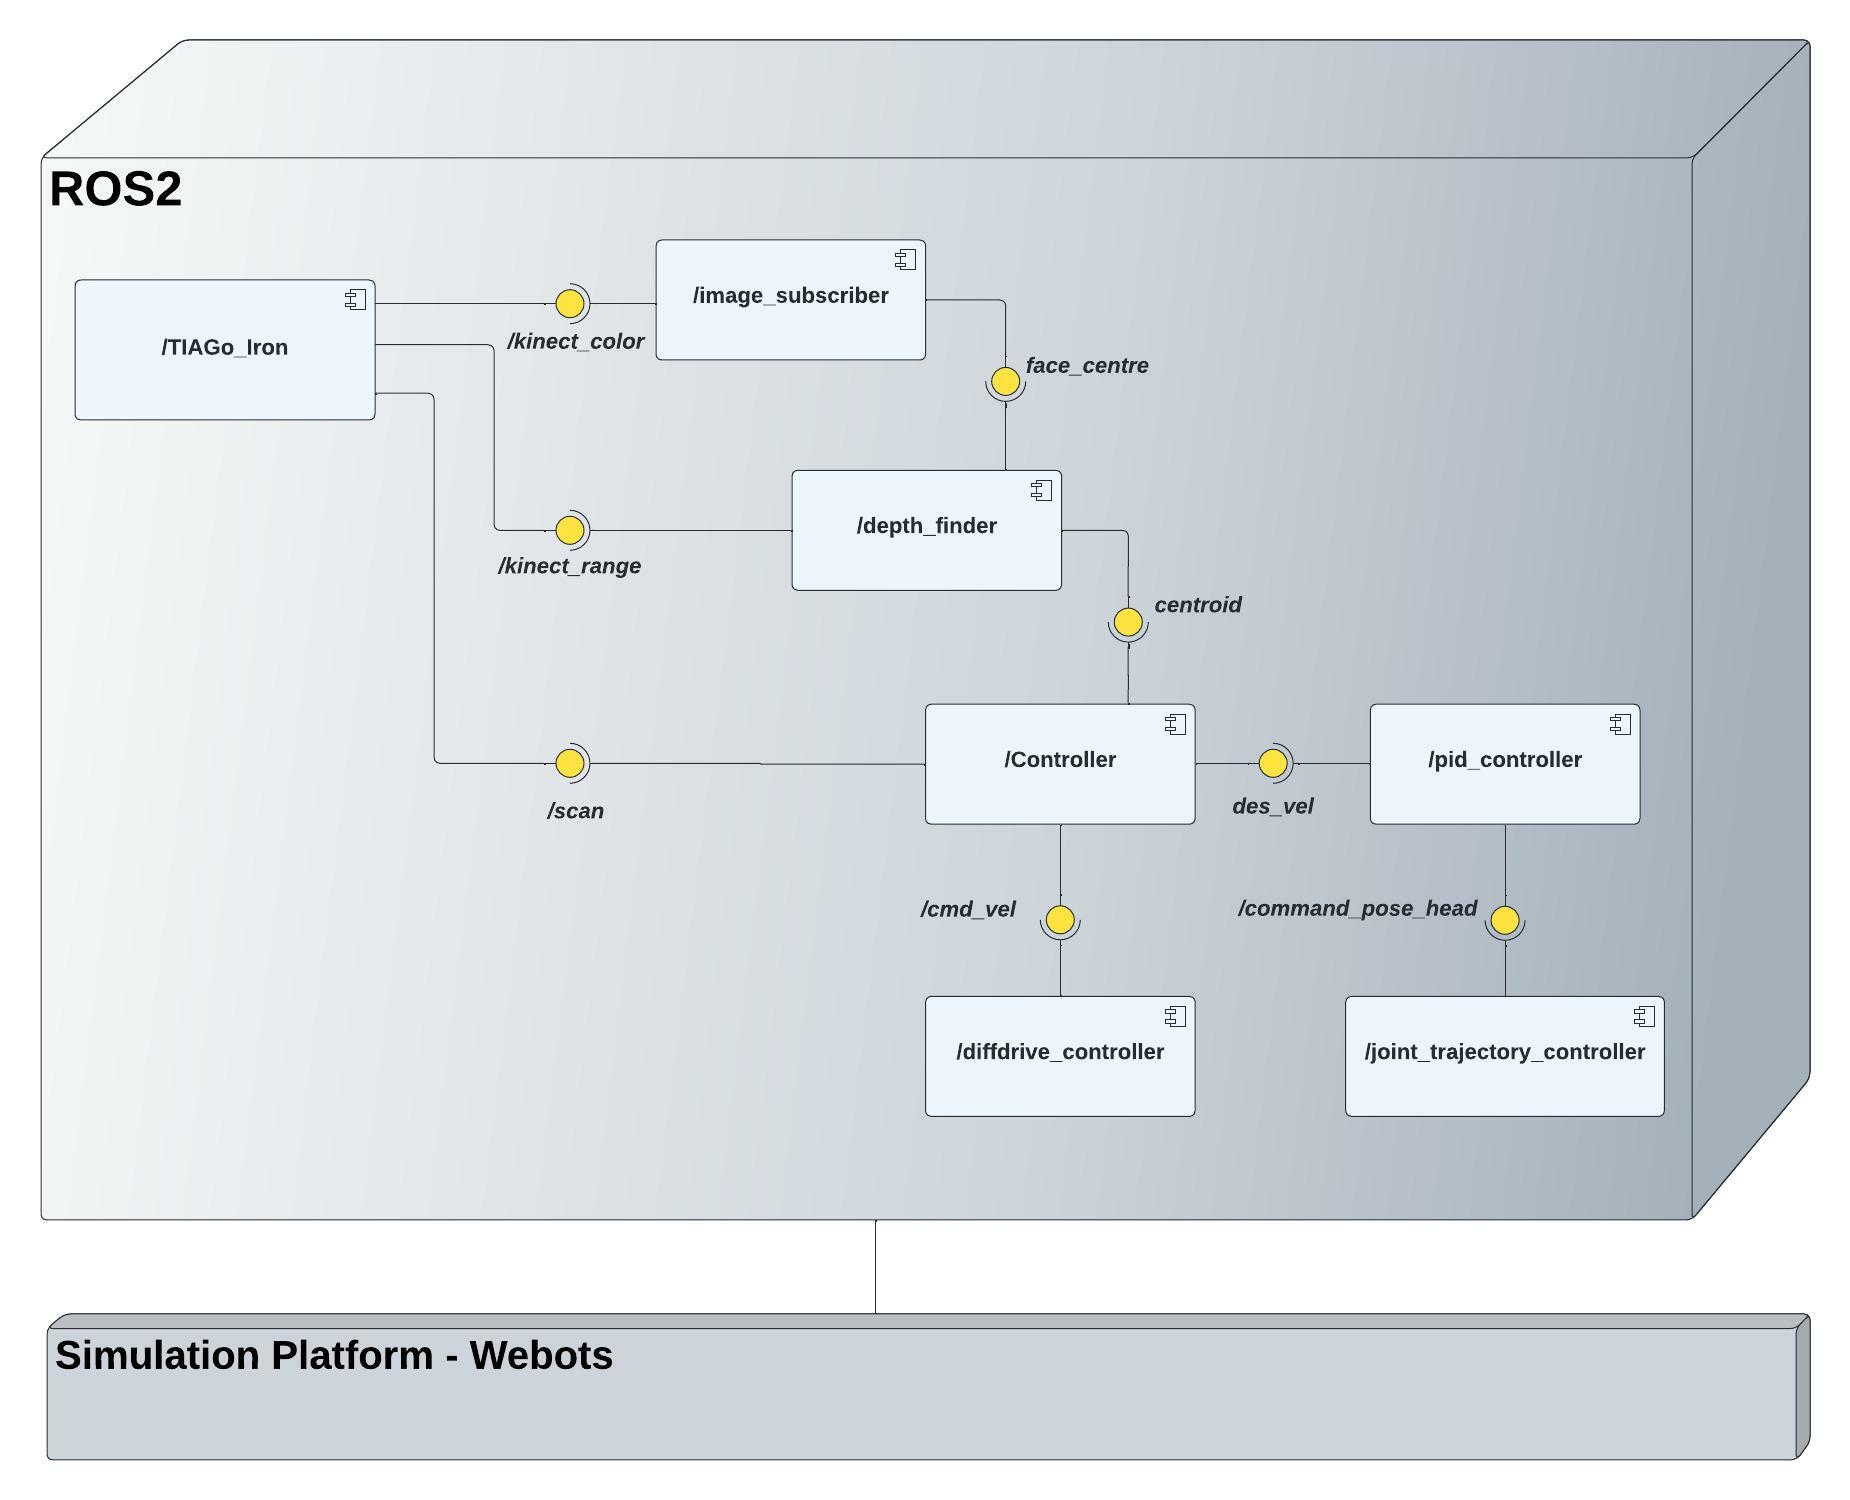 ROS2
/TIAGo_Iron
/kinect_color
/image_subscriber
face_centre
/kinect_range
/depth_finder
centroid
/scan
/Controller
des_vel
/pid_controller
/cmd_vel
/command_pose_head
/diffdrive_controller
/joint_trajectory_controller
Simulation Platform - Webots